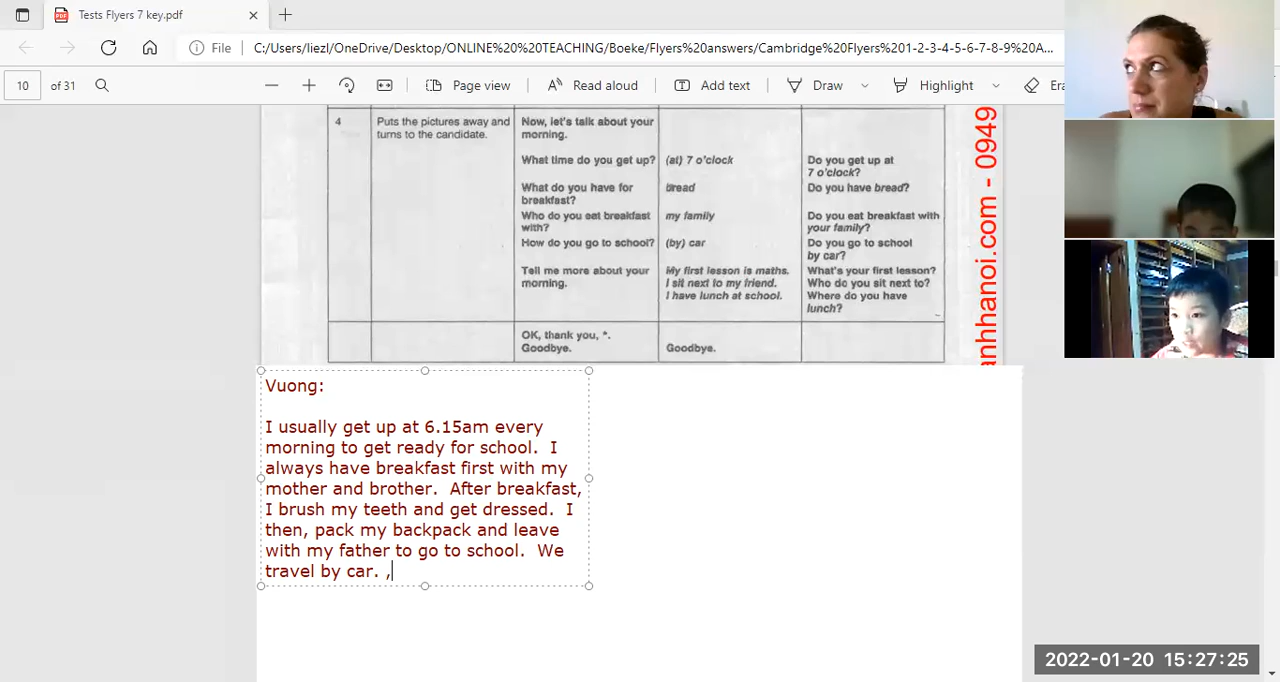 Tests Flyers 7 key.pdf
File
C:/Users/liezl/OneDrive/Desktop/ONLINE%20%20TEACHING/Boeke/Flyers%20answers/Cambridge%20Flyers%201-2-3-4-5-6-7-8-9%20A...
10 of 31
Page view
Read aloud
Add text
Draw
Highlight
Era
4
Puts the pictures away and
turns to the candidate.
Now, let's talk about your
morning.
What time do you get up?
(at) 7 o'clock
Do you get up at
7 o'clock?
What do you have for
breakfast?
Bread
Do you have bread?
Who do you eat breakfast
with?
my family
Do you eat breakfast with
your family?
How do you go to school?
(by) car
Do you go to school
by car?
Tell me more about your
morning.
My first lesson is maths.
I sit next to my friend.
I have lunch at school.
What's your first lesson?
Who do you sit next to?
Where do you have
lunch?
OK, thank you, *.
Goodbye.
Goodbye.
anhhanoi.com - 0949
Vuong:
I usually get up at 6.15am every
morning to get ready for school. I
always have breakfast first with my
mother and brother. After breakfast,
I brush my teeth and get dressed. I
then, pack my backpack and leave
with my father to go to school. We
travel by car. ,
2022-01-20 15:27:25